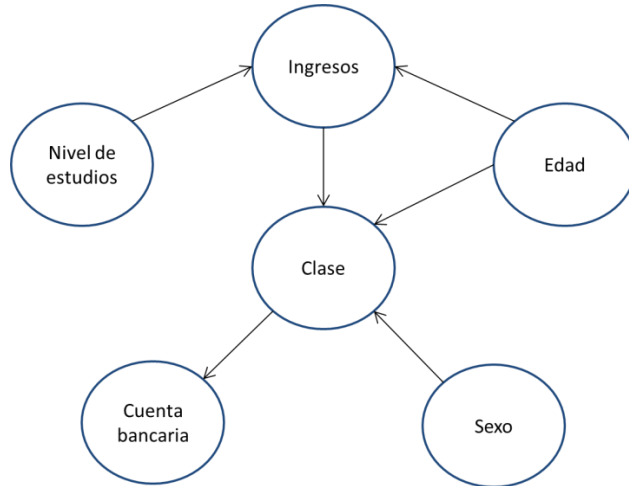 Ingresos
Nivel de
estudios
Edad
Clase
Cuenta
bancaria
Sexo